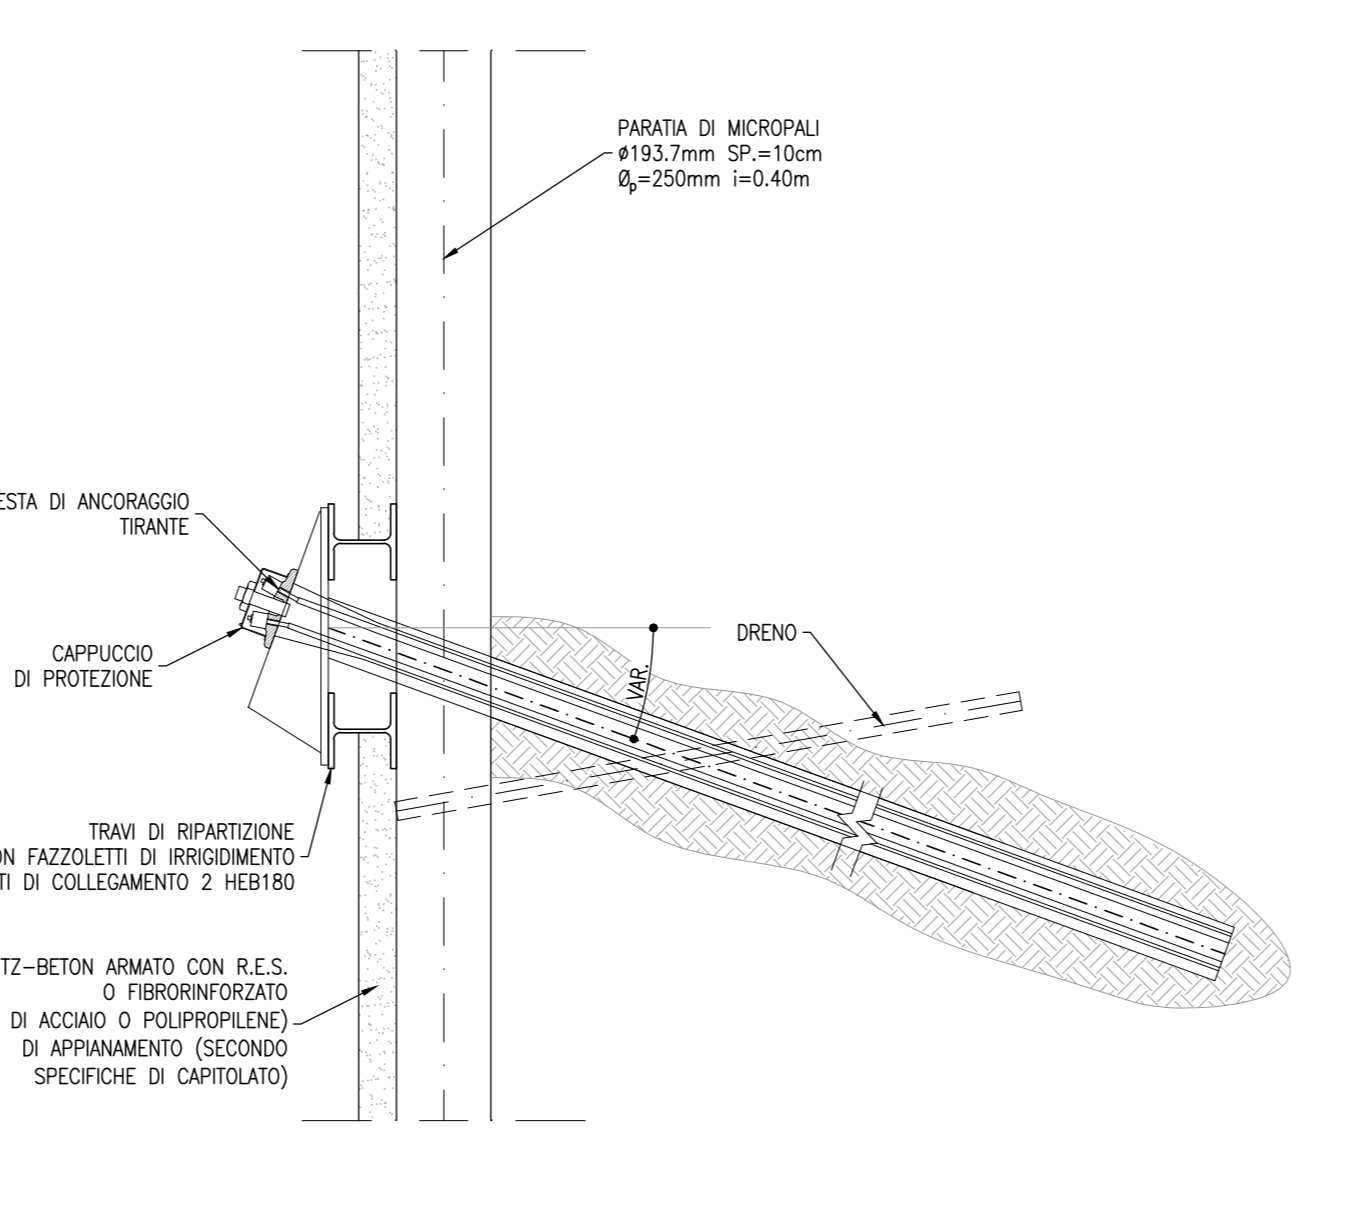 PARATIA DI MICROPALI
ø193.7mm SP.=10cm
Øp=250mm i=0.40m
ESTA DI ANCORAGGIO
TIRANTE
CAPPUCCIO
DI PROTEZIONE
VAR.
DRENO
TRAVI DI RIPARTIZIONE
ON FAZZOLETTI DI IRRIGIDIMENTO
TI DI COLLEGAMENTO 2 HEB180
TZ-BETON ARMATO CON R.E.S.
O FIBRORINFORZATO
DI ACCIAIO O POLIPROPILENE)
DI APPIANAMENTO (SECONDO
SPECIFICHE DI CAPITOLATO)